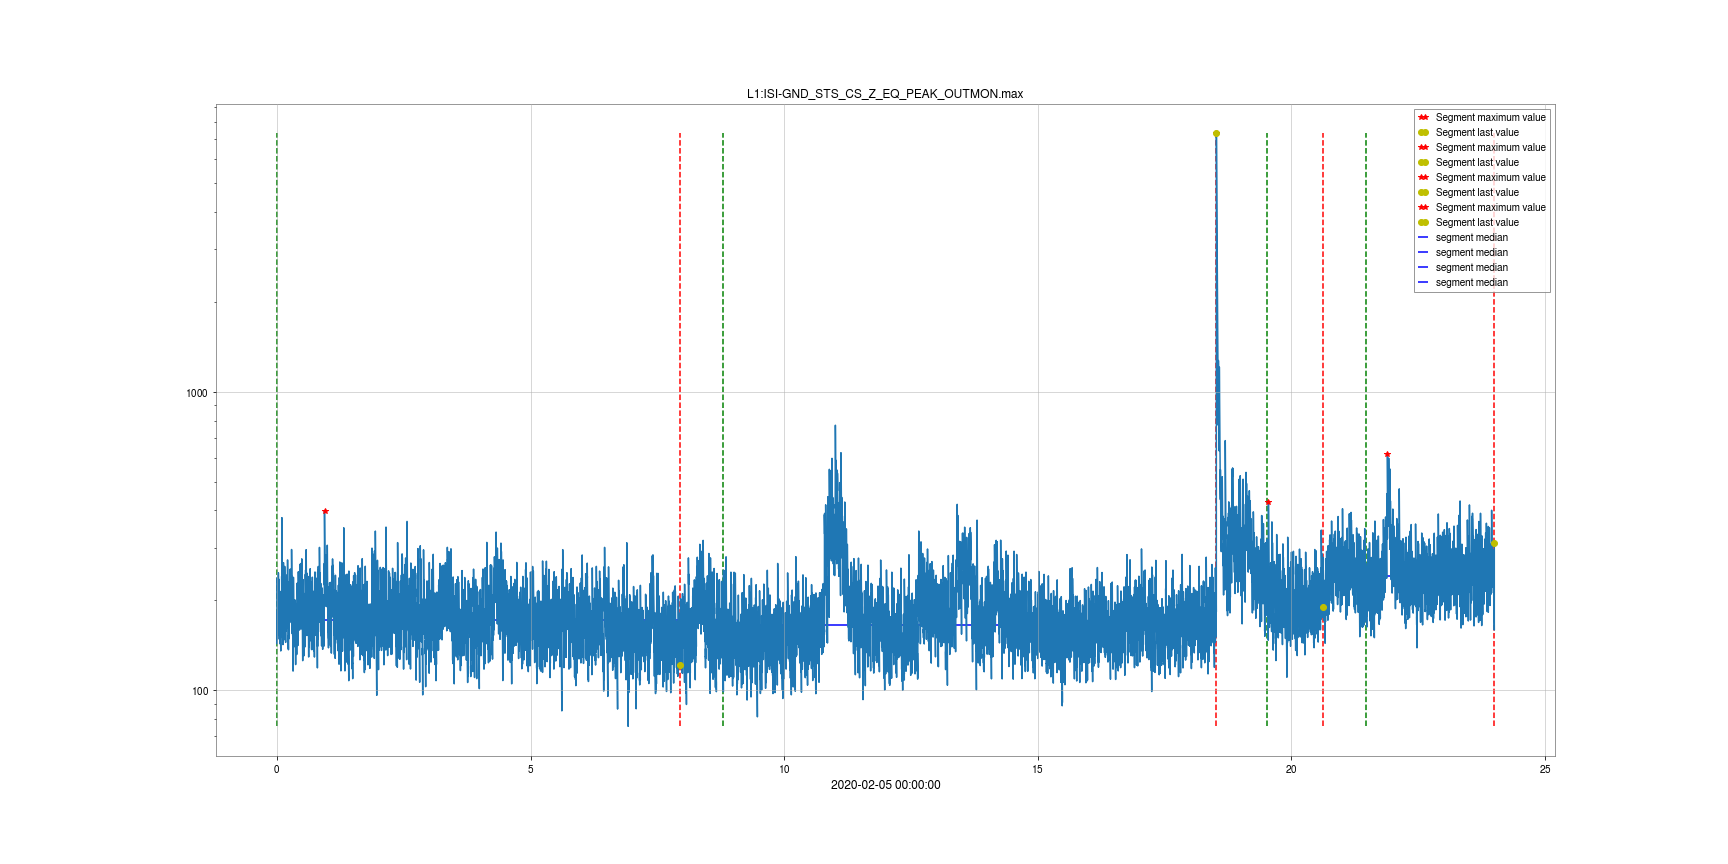 L1:ISI-GND_STS_CS_Z_EQ_PEAK_OUTMON.max
Segment maximum value
Segment last value
Segment maximum value
Segment last value
Segment maximum value
Segment last value
Segment maximum value
Segment last value
segment median
segment median
segment median
segment median
1000
100
0
5
10
15
20
25
2020-02-05 00:00:00